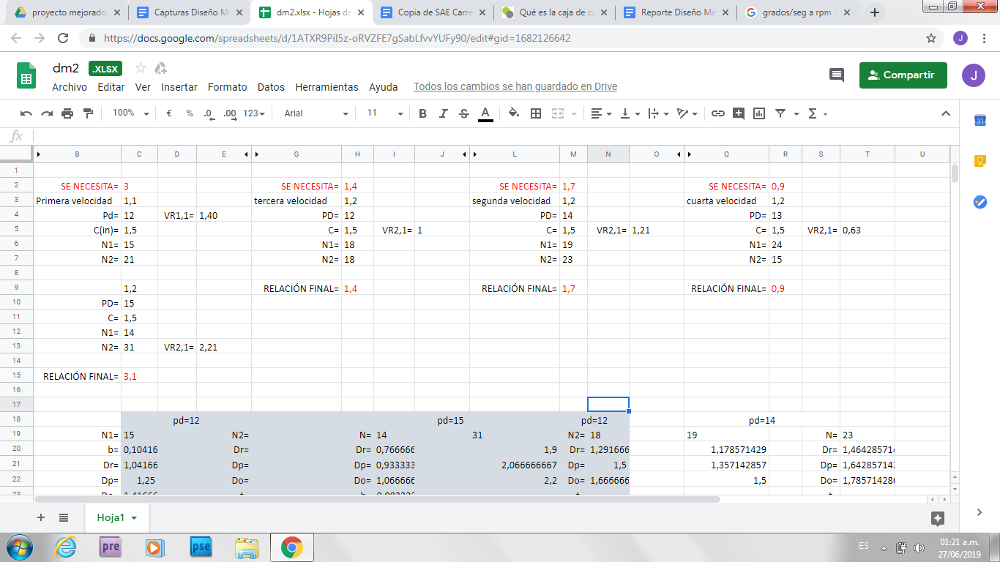 proyecto mejorado
Capturas Diseño M
dm2.xlsx - Hojas de
Copia de SAE Carre
Qué es la caja de ca
Reporte Diseño Me
grados/seg a rpm -
https://docs.google.com/spreadsheets/d/1ATXR9PiI5z-oRVZFE7gSabLfvvYUFy90/edit#gid=1682126642
J
dm2 .XLSX
Compartir
J
Archivo Editar Ver Insertar Formato Datos Herramientas Ayuda Todos los cambios se han guardado en Drive
100% € % .0 .00 123 Arial 11 B I S A Σ
31
fx
B C D E G H I J L M N O Q R S T U
1
2 SE NECESITA= 3 SE NECESITA= 1,4 SE NECESITA= 1,7 SE NECESITA= 0,9
3 Primera velocidad 1,1 tercera velocidad 1,2 segunda velocidad 1,2 cuarta velocidad 1,2
4 Pd= 12 VR1,1= 1,40 PD= 12 PD= 14 PD= 13
5 C(in)= 1,5 C= 1,5 VR2,1= 1 C= 1,5 VR2,1= 1,21 C= 1,5 VR2,1= 0,63
6 N1= 15 N1= 18 N1= 19 N1= 24
7 N2= 21 N2= 18 N2= 23 N2= 15
8
9 1,2 RELACIÓN FINAL= 1,4 RELACIÓN FINAL= 1,7 RELACIÓN FINAL= 0,9
10 PD= 15
11 C= 1,5
12 N1= 14
13 N2= 31 VR2,1= 2,21
14
15 RELACIÓN FINAL= 3,1
16
17
18 pd=12 pd=15 pd=12 pd=14
19 N1= 15 N2= N= 14 31 N2= 18 19 N= 23
20 b= 0,10416 Dr= Dr= 0,766666 1,9 Dr= 1,291666 1,178571429 Dr= 1,464285714
21 Dr= 1,04166 Dp= Dp= 0,933333 2,066666667 Dp= 1,5 1,357142857 Dp= 1,642857143
22 Dp= 1,25 Do= Do= 1,066666 2,2 Do= 1,666666 1,5 Do= 1,785714286
Hoja1
pre
pse
ES
01:21 a.m.
27/06/2019